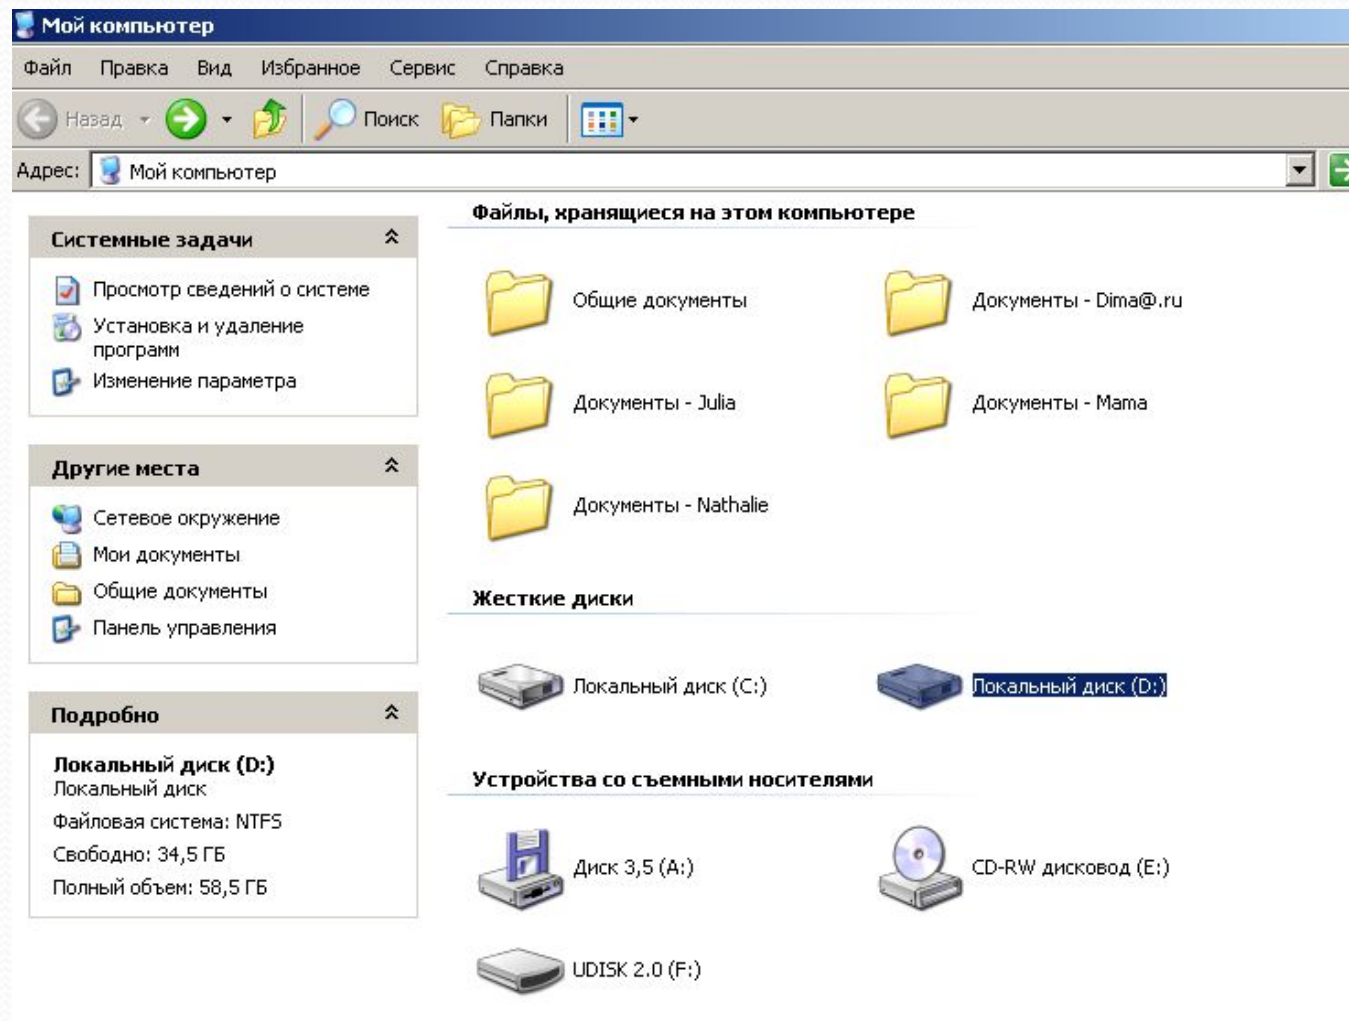 Мой компьютер
Файл Правка Вид Избранное Сервис Справка
Назад Поиск Папки
Адрес: Мой компьютер
Системные задачи
Просмотр сведений о системе
Установка и удаление
программ
Изменение параметра
Другие места
Сетевое окружение
Мои документы
Общие документы
Панель управления
Подробно
Локальный диск (D:)
Локальный диск
Файловая система: NTFS
Свободно: 34,5 ГБ
Полный объем: 58,5 ГБ
Файлы, хранящиеся на этом компьютере
Общие документы Документы - Dima@.ru
Документы - Julia Документы - Mama
Документы - Nathalie
Жесткие диски
Локальный диск (C:) Локальный диск (D:)
Устройства со съемными носителями
Диск 3,5 (A:) CD-RW дисковод (E:)
UDISK 2.0 (F:)